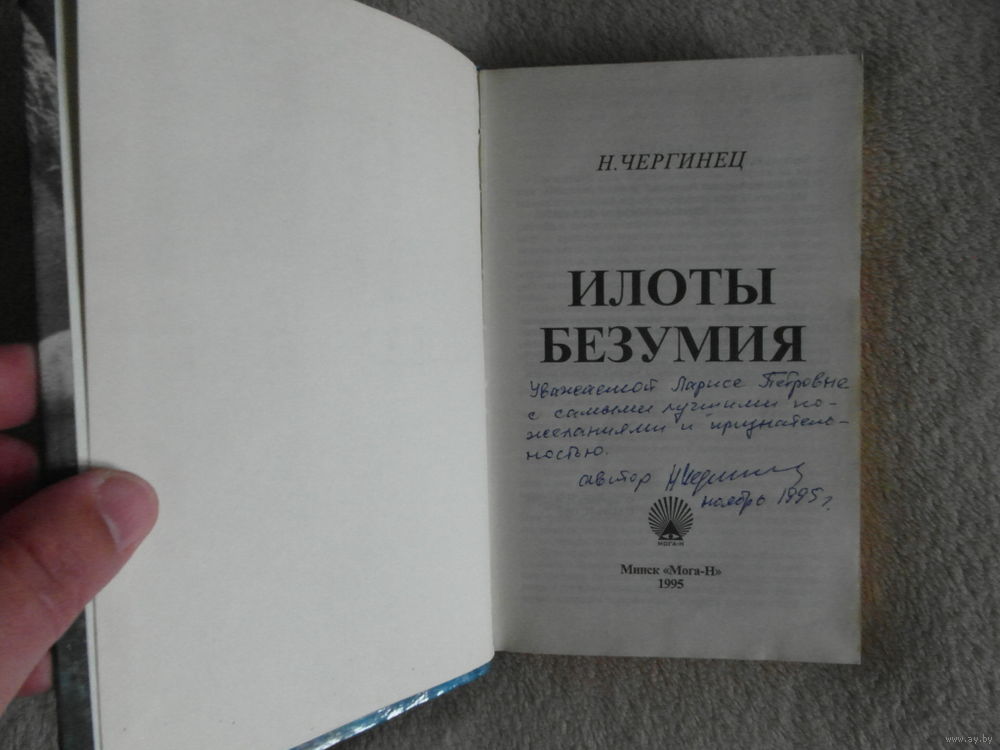 Н. ЧЕРГИНЕЦ
ИЛОТЫ
БЕЗУМИЯ
Уважаемой Ларисе Петровне
с самыми лучшими по-
желаниями и признатель-
ностью.
автор
ноябрь 1995 г.
МОГА-Н
Минск «Мога-Н»
1995
www.ay.by